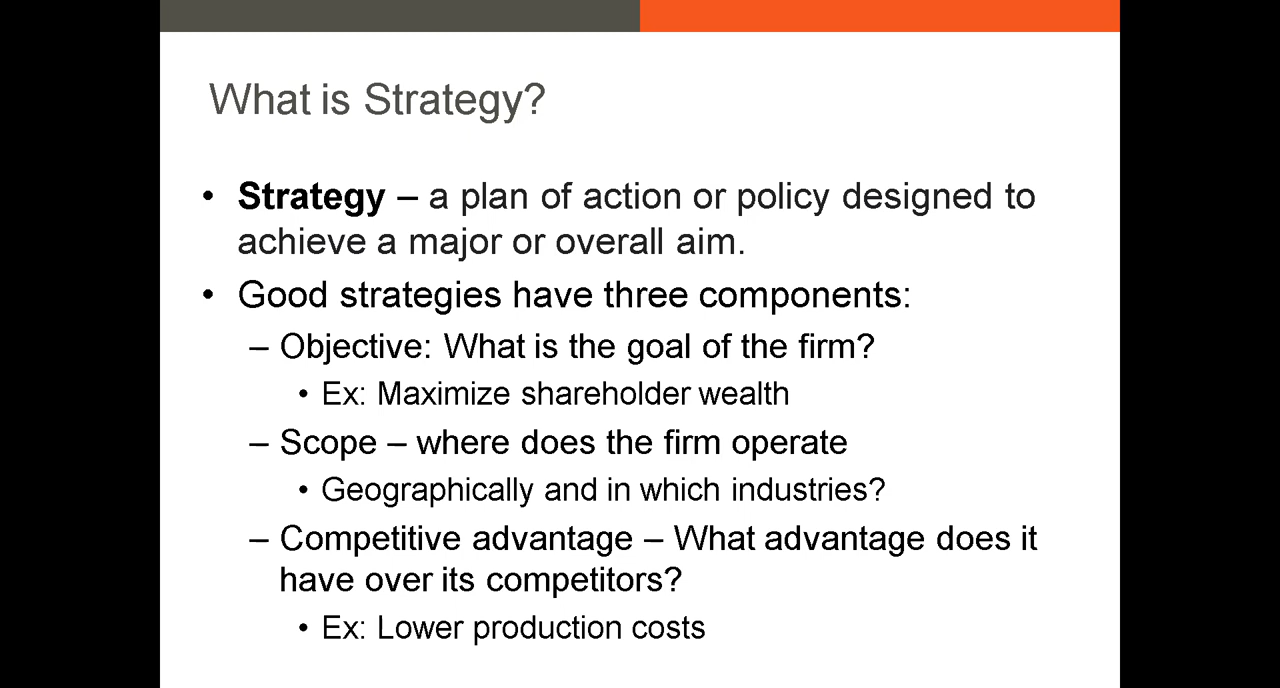 What is Strategy?
• Strategy – a plan of action or policy designed to
achieve a major or overall aim.
• Good strategies have three components:
– Objective: What is the goal of the firm?
• Ex: Maximize shareholder wealth
– Scope – where does the firm operate
• Geographically and in which industries?
– Competitive advantage – What advantage does it
have over its competitors?
• Ex: Lower production costs